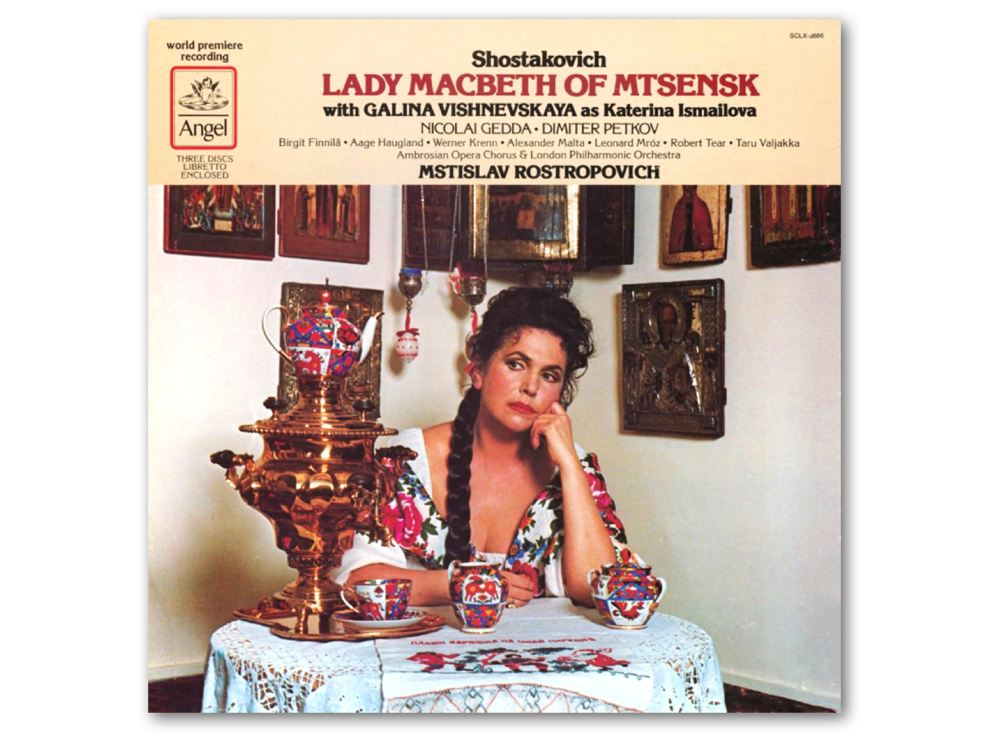 world premiere
recording
Angel
THREE DISCS
LIBRETTO
ENCLOSED
Shostakovich
LADY MACBETH OF MTSENSK
with GALINA VISHNEVSKAYA as Katerina Ismailova
NICOLAI GEDDA • DIMITER PETKOV
Birgit Finnilä • Aage Haugland • Werner Krenn • Alexander Malta • Leonard Mróz • Robert Tear • Taru Valjakka
Ambrosian Opera Chorus & London Philharmonic Orchestra
MSTISLAV ROSTROPOVICH